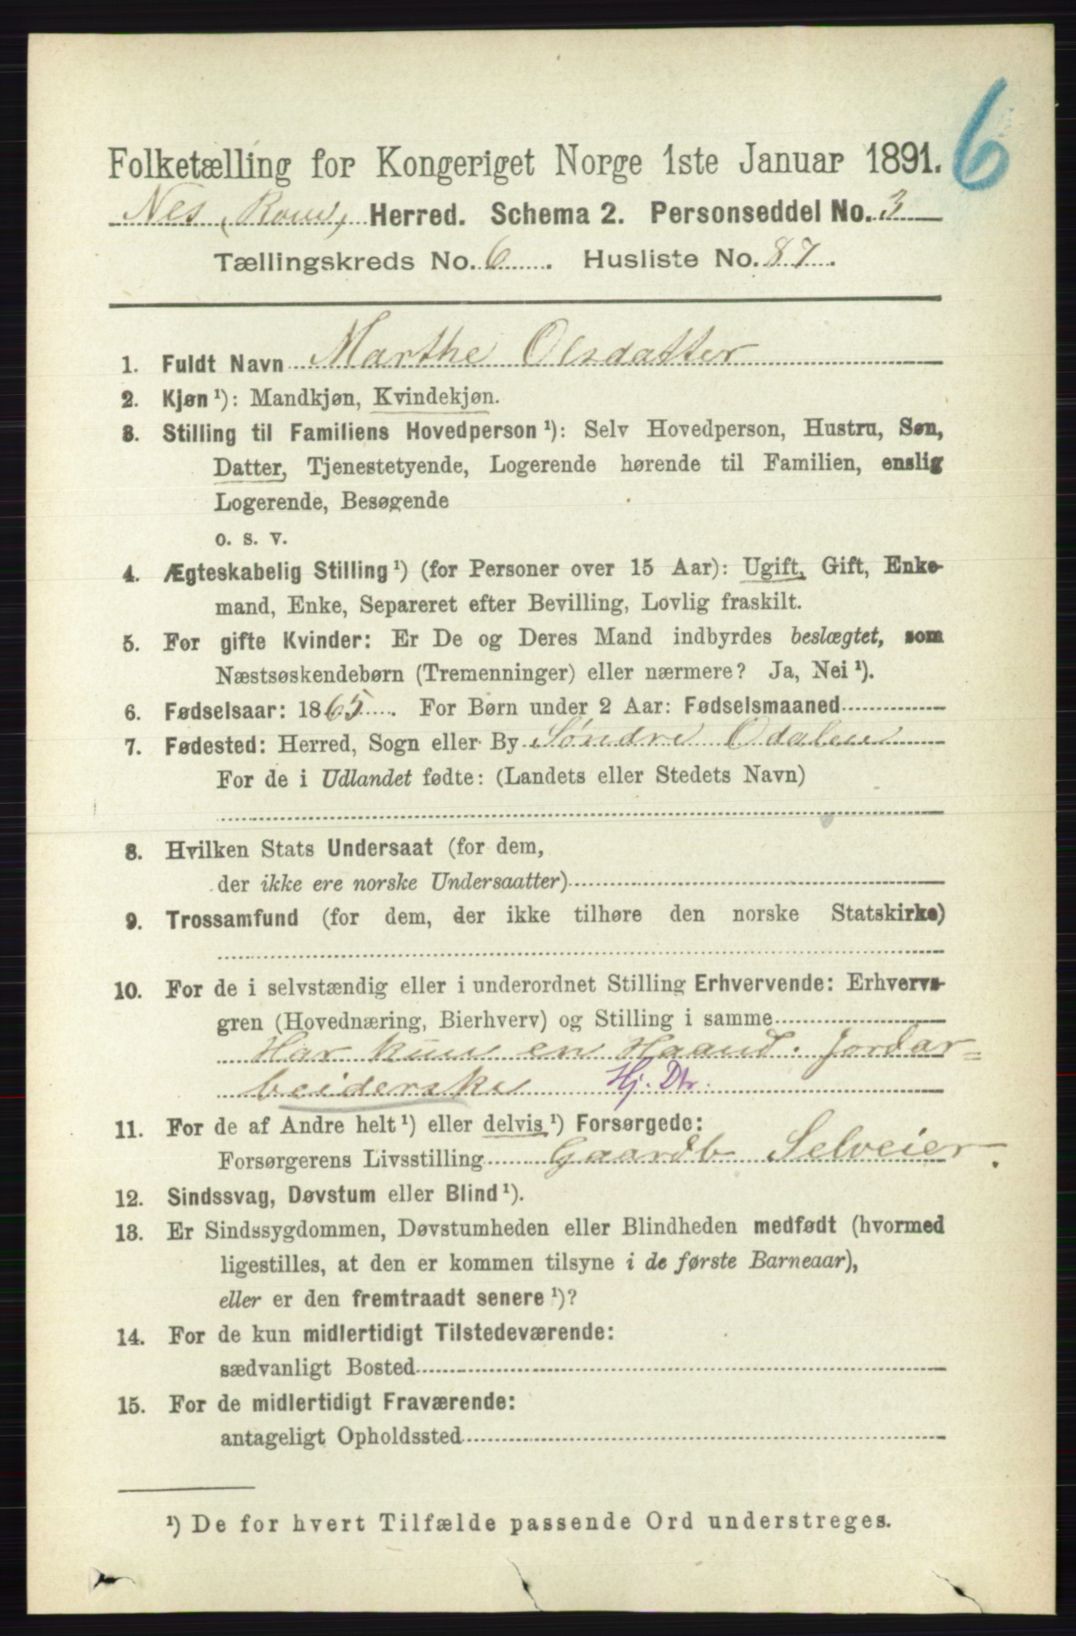 6
Folketælling for Kongeriget Norge 1ste Januar 1891.
Nes (Rom) Herred. Schema 2. Personseddel No. 3
Tællingskreds No. 6. Husliste No. 87.
1. Fuldt Navn Marthe Olsdatter
2. Kjøn ¹): Mandkjøn, Kvindekjøn.
3. Stilling til Familiens Hovedperson ¹): Selv Hovedperson, Hustru, Søn,
Datter, Tjenestetyende, Logerende hørende til Familien, enslig
Logerende, Besøgende
o. s. v.
4. Ægteskabelig Stilling ¹) (for Personer over 15 Aar): Ugift, Gift, Enke-
mand, Enke, Separeret efter Bevilling, Lovlig fraskilt.
5. For gifte Kvinder: Er De og Deres Mand indbyrdes beslægtet, som
Næstsøskendebørn (Tremenninger) eller nærmere? Ja, Nei ¹).
6. Fødselsaar: 1865. For Børn under 2 Aar: Fødselsmaaned
7. Fødested: Herred, Sogn eller By Søndre Odalen
For de i Udlandet fødte: (Landets eller Stedets Navn)
8. Hvilken Stats Undersaat (for dem,
der ikke ere norske Undersaatter)
9. Trossamfund (for dem, der ikke tilhøre den norske Statskirke)
10. For de i selvstændig eller i underordnet Stilling Erhvervende: Erhvervs-
gren (Hovednæring, Bierhverv) og Stilling i samme
Har kun en Haand. Jordar=
beiderske Hj. Dtr.
11. For de af Andre helt ¹) eller delvis ¹) Forsørgede:
Forsørgerens Livsstilling Gaardb Selveier.
12. Sindssvag, Døvstum eller Blind ¹).
13. Er Sindssygdommen, Døvstumheden eller Blindheden medfødt (hvormed
ligestilles, at den er kommen tilsyne i de første Barneaar),
eller er den fremtraadt senere ¹)?
14. For de kun midlertidigt Tilstedeværende:
sædvanligt Bosted
15. For de midlertidigt Fraværende:
antageligt Opholdssted
¹) De for hvert Tilfælde passende Ord understreges.